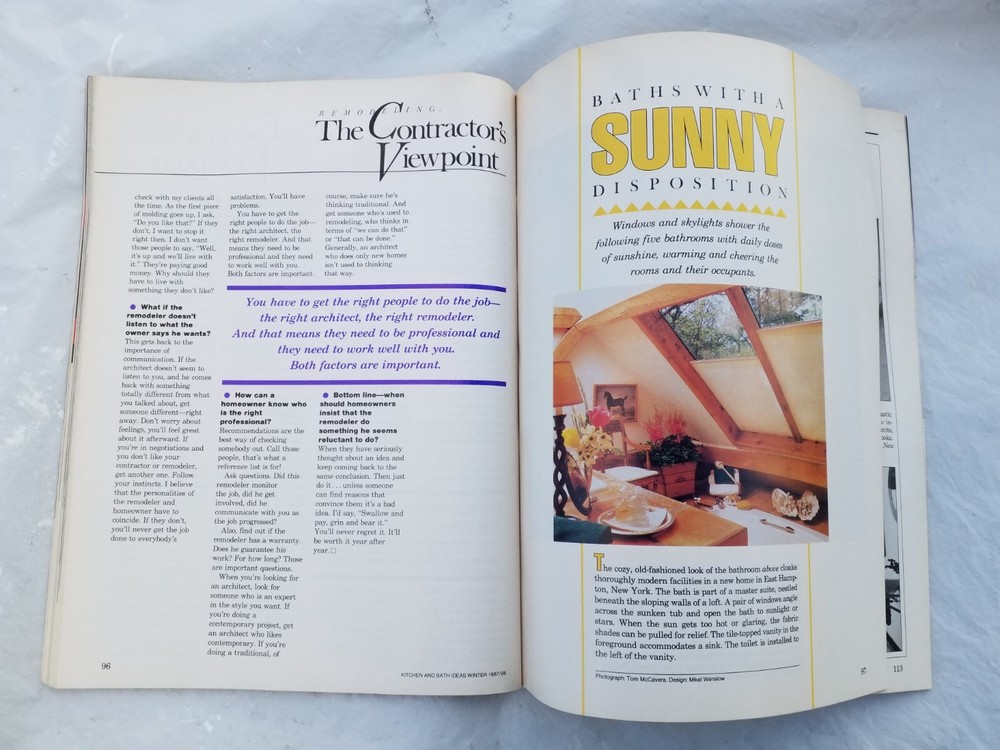 REMODELING:
The Contractor's
Viewpoint
check with my clients all
the time. As the first piece
of molding goes up, I ask,
"Do you like that?" If they
don't, I want to stop it
right then. I don't want
those people to say, "Well,
it's up and we'll live with
it." They're paying good
money. Why should they
have to live with
something they don't like?
● What if the
remodeler doesn't
listen to what the
owner says he wants?
This gets back to the
importance of
communication. If the
architect doesn't seem to
listen to you, and he comes
back with something
totally different from what
you talked about, get
someone different—right
away. Don't worry about
feelings, you'll feel great
about it afterward. If
you're in negotiations and
you don't like your
contractor or remodeler,
get another one. Follow
your instincts. I believe
that the personalities of
the remodeler and
homeowner have to
coincide. If they don't,
you'll never get the job
done to everybody's
satisfaction. You'll have
problems.
You have to get the
right people to do the job—
the right architect, the
right remodeler. And that
means they need to be
professional and they need
to work well with you.
Both factors are important.
You have to get the right people to do the job—
the right architect, the right remodeler.
And that means they need to be professional and
they need to work well with you.
Both factors are important.
● How can a
homeowner know who
is the right
professional?
Recommendations are the
best way of checking
somebody out. Call those
people, that's what a
reference list is for!
Ask questions. Did this
remodeler monitor
the job, did he get
involved, did he
communicate with you as
the job progressed?
Also, find out if the
remodeler has a warranty.
Does he guarantee his
work? For how long? Those
are important questions.
When you're looking for
an architect, look for
someone who is an expert
in the style you want. If
you're doing a
contemporary project, get
an architect who likes
contemporary. If you're
doing a traditional, of
course, make sure he's
thinking traditional. And
get someone who's used to
remodeling, who thinks in
terms of "we can do that"
or "that can be done."
Generally, an architect
who does only new homes
isn't used to thinking
that way.
● Bottom line—when
should homeowners
insist that the
remodeler do
something he seems
reluctant to do?
When they have seriously
thought about an idea and
keep coming back to the
same conclusion. Then just
do it . . . unless someone
can find reasons that
convince them it's a bad
idea. I'd say, "Swallow and
pay, grin and bear it."
You'll never regret it. It'll
be worth it year after
year.□
96
KITCHEN AND BATH IDEAS WINTER 1987/88
BATHS WITH A
SUNNY
DISPOSITION
Windows and skylights shower the
following five bathrooms with daily doses
of sunshine, warming and cheering the
rooms and their occupants.
The cozy, old-fashioned look of the bathroom above cloaks
thoroughly modern facilities in a new home in East Hamp-
ton, New York. The bath is part of a master suite, nestled
beneath the sloping walls of a loft. A pair of windows angle
across the sunken tub and open the bath to sunlight or
stars. When the sun gets too hot or glaring, the fabric
shades can be pulled for relief. The tile-topped vanity in the
foreground accommodates a sink. The toilet is installed to
the left of the vanity.
Photograph: Tom McCavera, Design: Mikel Wenslow
97
New
113